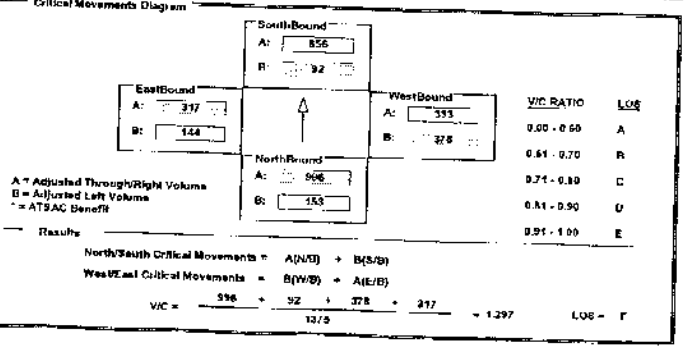 Critical Movements Diagram
SouthBound
A: 856
B: 92
EastBound
A: 317
B: 144
WestBound
A: 333
B: 378
NorthBound
A: 996
B: 153
V/C RATIO LOS
0.00 - 0.60 A
0.61 - 0.70 B
0.71 - 0.80 C
0.81 - 0.90 D
0.91 - 1.00 E
A = Adjusted Through/Right Volume
B = Adjusted Left Volume
* = ATSAC Benefit
Results
North/South Critical Movements = A(N/B) + B(S/B)
West/East Critical Movements = B(W/B) + A(E/B)
V/C = 996 + 92 + 378 + 317 = 1.297 LOS = F
1375